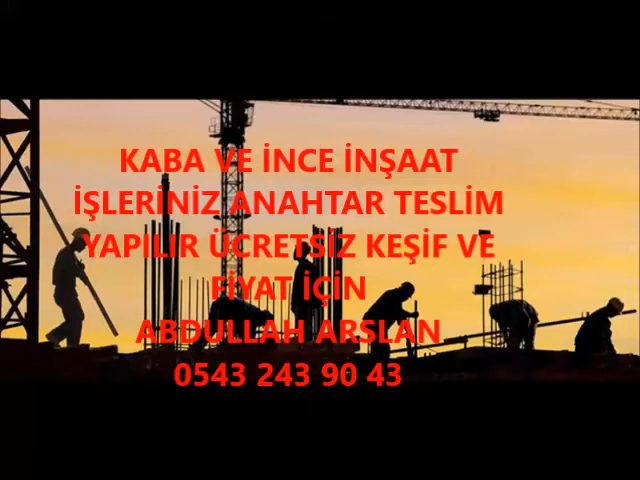 KABA VE İNCE İNŞAAT
İŞLERİNİZ ANAHTAR TESLİM
YAPILIR ÜCRETSİZ KEŞİF VE
FİYAT İÇİN
ABDULLAH ARSLAN
0543 243 90 43